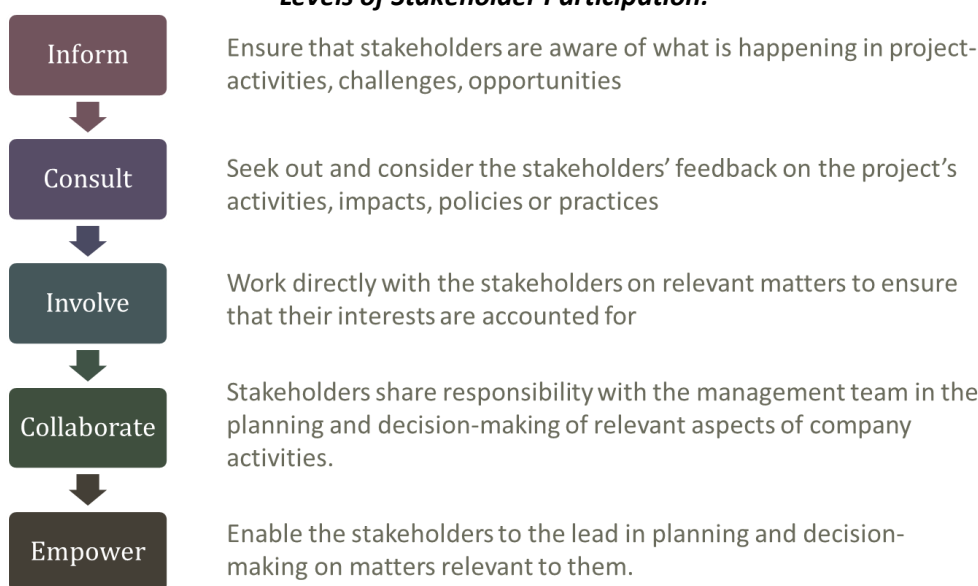 Levels of Stakeholder Participation:
Inform
Ensure that stakeholders are aware of what is happening in project-
activities, challenges, opportunities
Consult
Seek out and consider the stakeholders’ feedback on the project’s
activities, impacts, policies or practices
Involve
Work directly with the stakeholders on relevant matters to ensure
that their interests are accounted for
Collaborate
Stakeholders share responsibility with the management team in the
planning and decision-making of relevant aspects of company
activities.
Empower
Enable the stakeholders to the lead in planning and decision-
making on matters relevant to them.